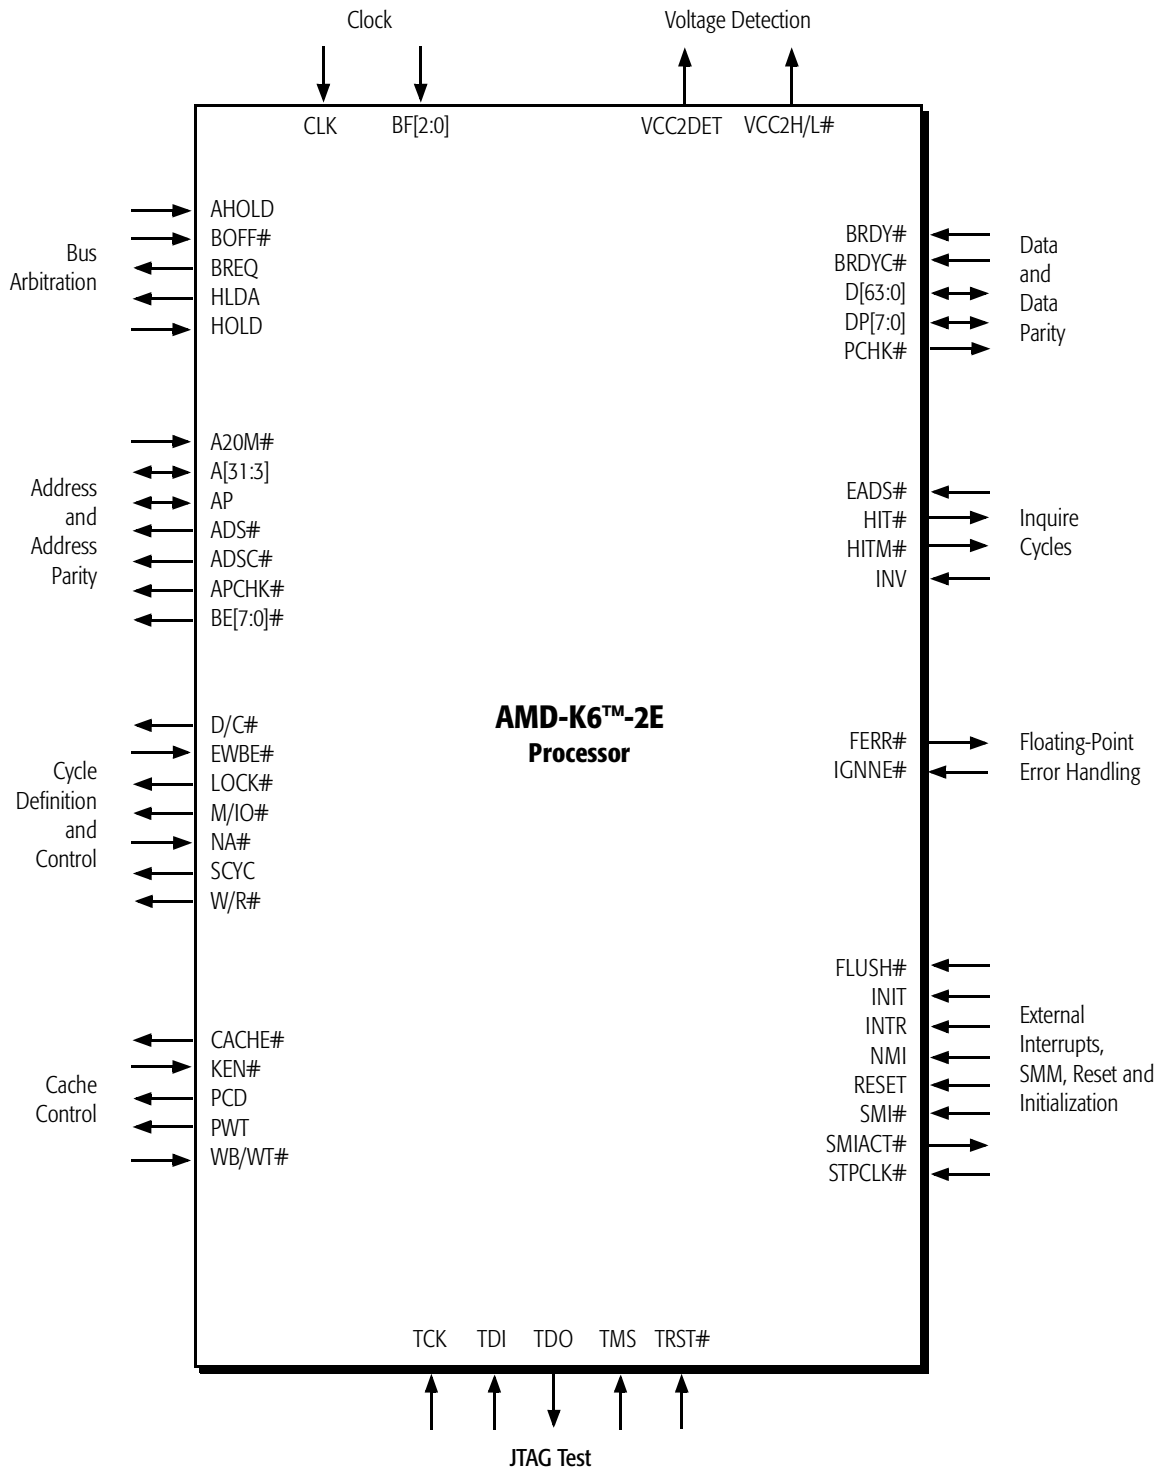 Clock
Voltage Detection
CLK
BF[2:0]
VCC2DET
VCC2H/L#
Bus
Arbitration
AHOLD
BOFF#
BREQ
HLDA
HOLD
BRDY#
BRDYC#
D[63:0]
DP[7:0]
PCHK#
Data
and
Data
Parity
Address
and
Address
Parity
A20M#
A[31:3]
AP
ADS#
ADSC#
APCHK#
BE[7:0]#
EADS#
HIT#
HITM#
INV
Inquire
Cycles
AMD-K6™-2E
Processor
Cycle
Definition
and
Control
D/C#
EWBE#
LOCK#
M/IO#
NA#
SCYC
W/R#
FERR#
IGNNE#
Floating-Point
Error Handling
Cache
Control
CACHE#
KEN#
PCD
PWT
WB/WT#
FLUSH#
INIT
INTR
NMI
RESET
SMI#
SMIACT#
STPCLK#
External
Interrupts,
SMM, Reset and
Initialization
TCK
TDI
TDO
TMS
TRST#
JTAG Test